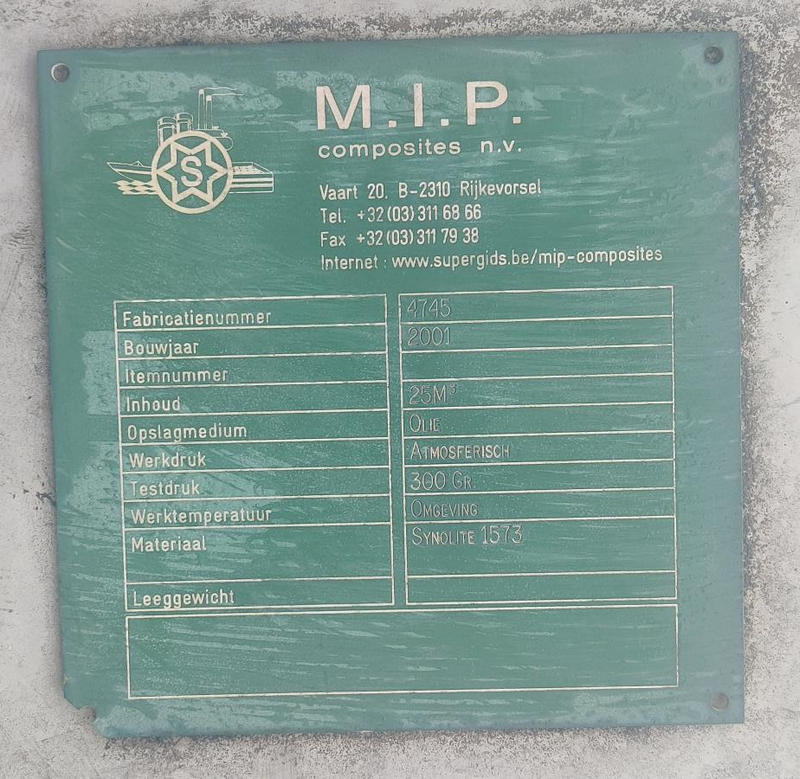 S
M.I.P.
composites n.v.
Vaart 20. B-2310 Rijkevorsel
Tel. +32(03)311 68 66
Fax +32(03)311 79 38
Internet : www.supergids.be/mip-composites
Fabricatienummer 4745
Bouwjaar 2001
Itemnummer
Inhoud 25M³
Opslagmedium OLIE
Werkdruk ATMOSFERISCH
Testdruk 300 GR.
Werktemperatuur OMGEVING
Materiaal SYNOLITE 1573
Leeggewicht